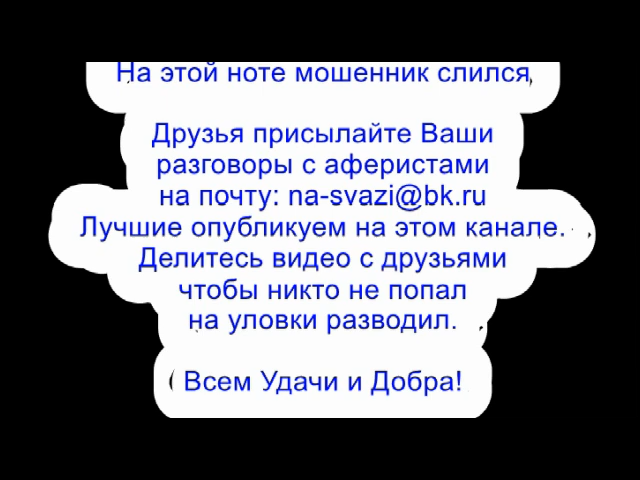 На этой ноте мошенник слился
Друзья присылайте Ваши
разговоры с аферистами
на почту: na-svazi@bk.ru
Лучшие опубликуем на этом канале.
Делитесь видео с друзьями
чтобы никто не попал
на уловки разводил.
Всем Удачи и Добра!